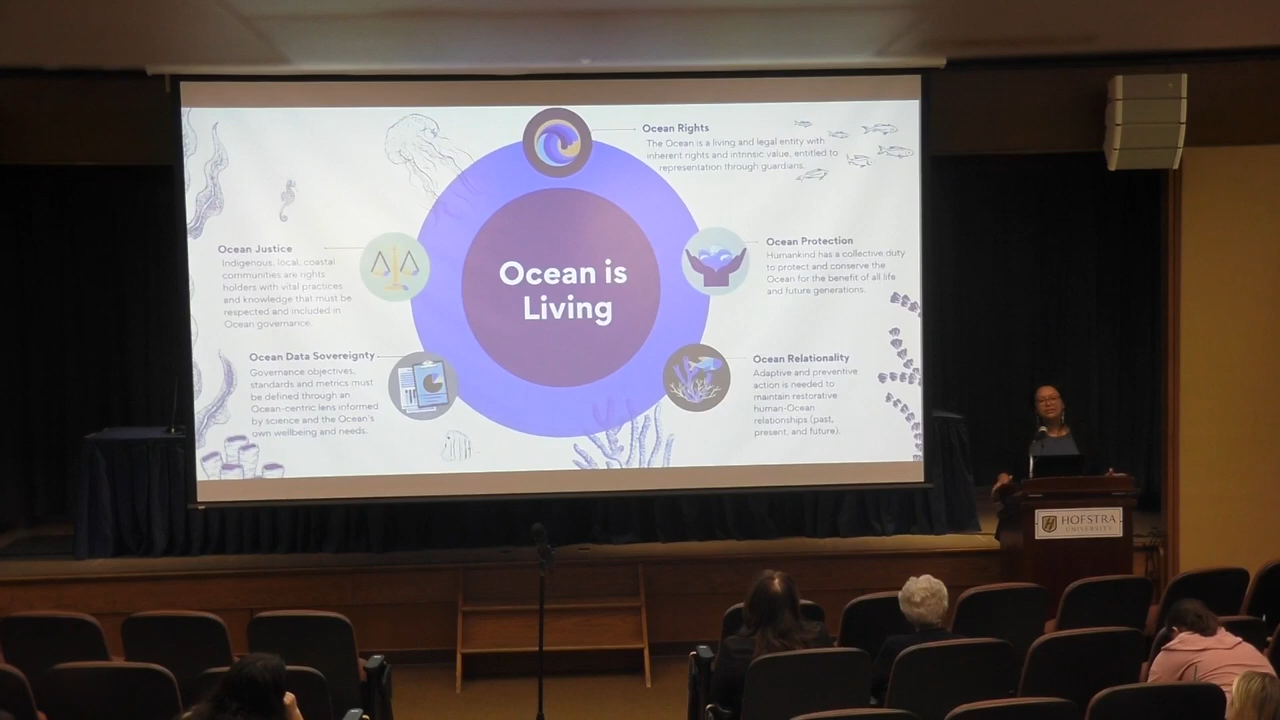 Ocean Rights
The Ocean is a living and legal entity with
inherent rights and intrinsic value, entitled to
representation through guardians.
Ocean Justice
Indigenous, local, coastal
communities are rights
holders with vital practices
and knowledge that must be
respected and included in
Ocean governance.
Ocean is
Living
Ocean Protection
Humankind has a collective duty
to protect and conserve the
Ocean for the benefit of all life
and future generations.
Ocean Data Sovereignty
Governance objectives,
standards and metrics must
be defined through an
Ocean-centric lens informed
by science and the Ocean's
own wellbeing and needs.
Ocean Relationality
Adaptive and preventive
action is needed to
maintain restorative
human-Ocean
relationships (past,
present, and future).
HOFSTRA
UNIVERSITY